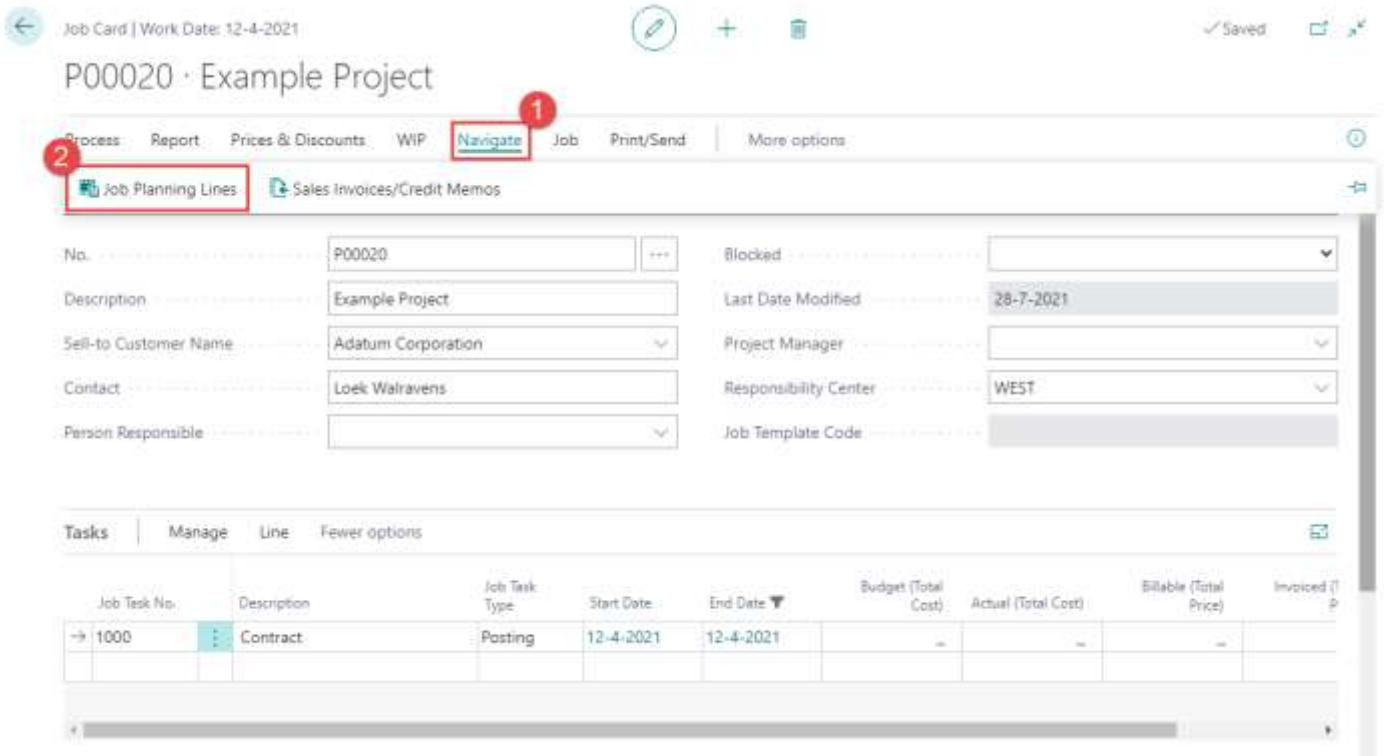 Job Card | Work Date: 12-4-2021
Saved
P00020 · Example Project
1
Process Report Prices & Discounts WIP Navigate Job Print/Send More options
2
Job Planning Lines Sales Invoices/Credit Memos
No. P00020 Blocked
Description Example Project Last Date Modified 28-7-2021
Sell-to Customer Name Adatum Corporation Project Manager
Contact Loek Walravens Responsibility Center WEST
Person Responsible Job Template Code
Tasks Manage Line Fewer options
Job Task No. Description Job Task Type Start Date End Date Budget (Total Cost) Actual (Total Cost) Billable (Total Price) Invoiced (T P
1000 Contract Posting 12-4-2021 12-4-2021 _ _ _